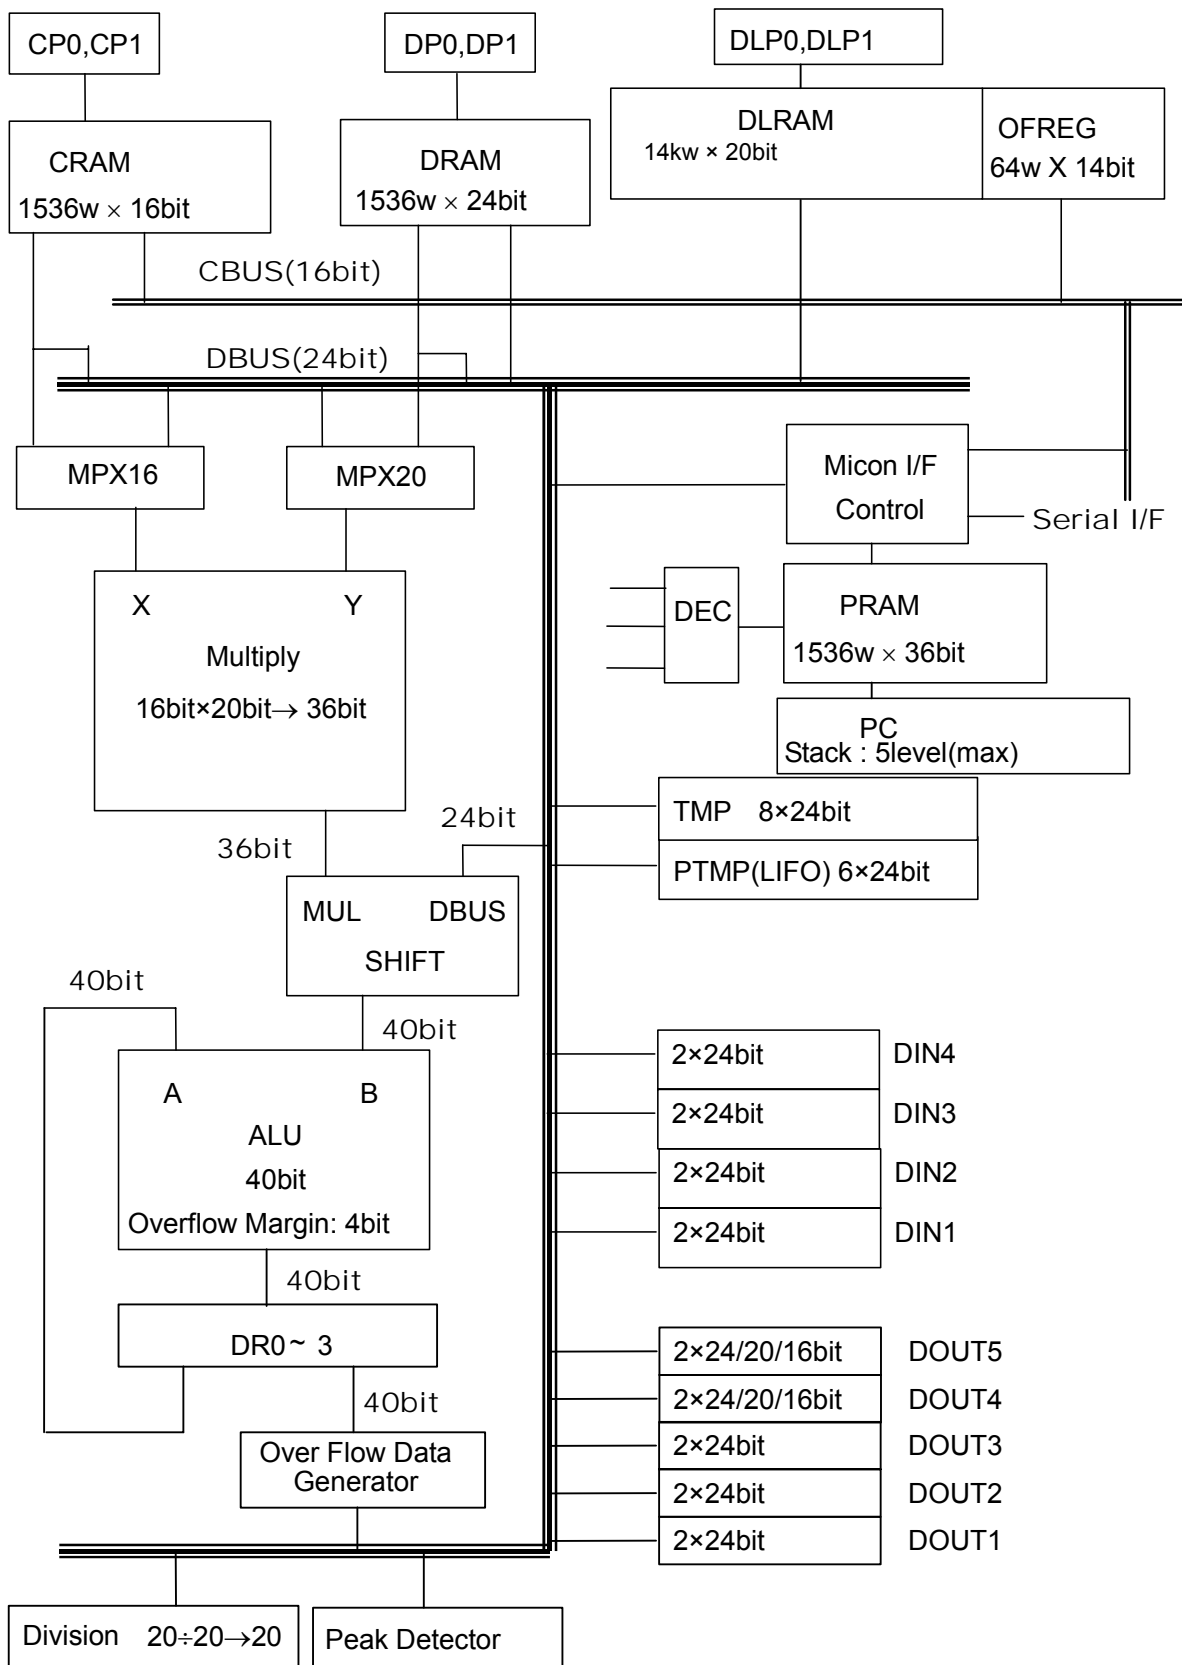 CP0,CP1
DP0,DP1
DLP0,DLP1
CRAM
1536w × 16bit
DRAM
1536w × 24bit
DLRAM
14kw × 20bit
OFREG
64w X 14bit
CBUS(16bit)
DBUS(24bit)
MPX16
MPX20
Micon I/F
Control
Serial I/F
X
Y
Multiply
16bit×20bit→ 36bit
DEC
PRAM
1536w × 36bit
PC
Stack : 5level(max)
TMP 8×24bit
PTMP(LIFO) 6×24bit
36bit
24bit
MUL
DBUS
SHIFT
40bit
40bit
A
B
ALU
40bit
Overflow Margin: 4bit
40bit
DR0~ 3
40bit
Over Flow Data
Generator
2×24bit DIN4
2×24bit DIN3
2×24bit DIN2
2×24bit DIN1
2×24/20/16bit DOUT5
2×24/20/16bit DOUT4
2×24bit DOUT3
2×24bit DOUT2
2×24bit DOUT1
Division 20÷20→20
Peak Detector